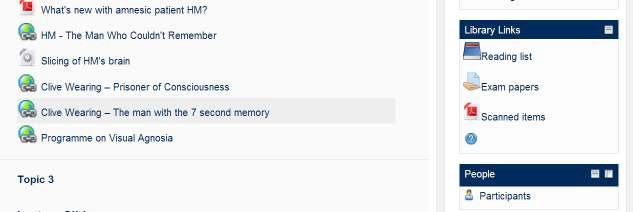 What's new with amnesic patient HM?
HM - The Man Who Couldn't Remember
Slicing of HM's brain
Clive Wearing – Prisoner of Consciousness
Clive Wearing – The man with the 7 second memory
Programme on Visual Agnosia
Topic 3
Library Links
Reading list
Exam papers
Scanned items
People
Participants